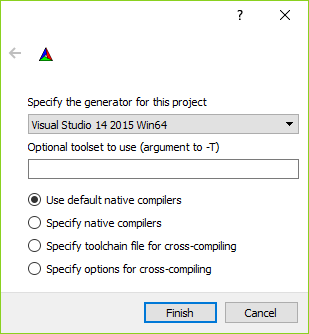 ?
Specify the generator for this project
Visual Studio 14 2015 Win64
Optional toolset to use (argument to -T)
Use default native compilers
Specify native compilers
Specify toolchain file for cross-compiling
Specify options for cross-compiling
Finish Cancel